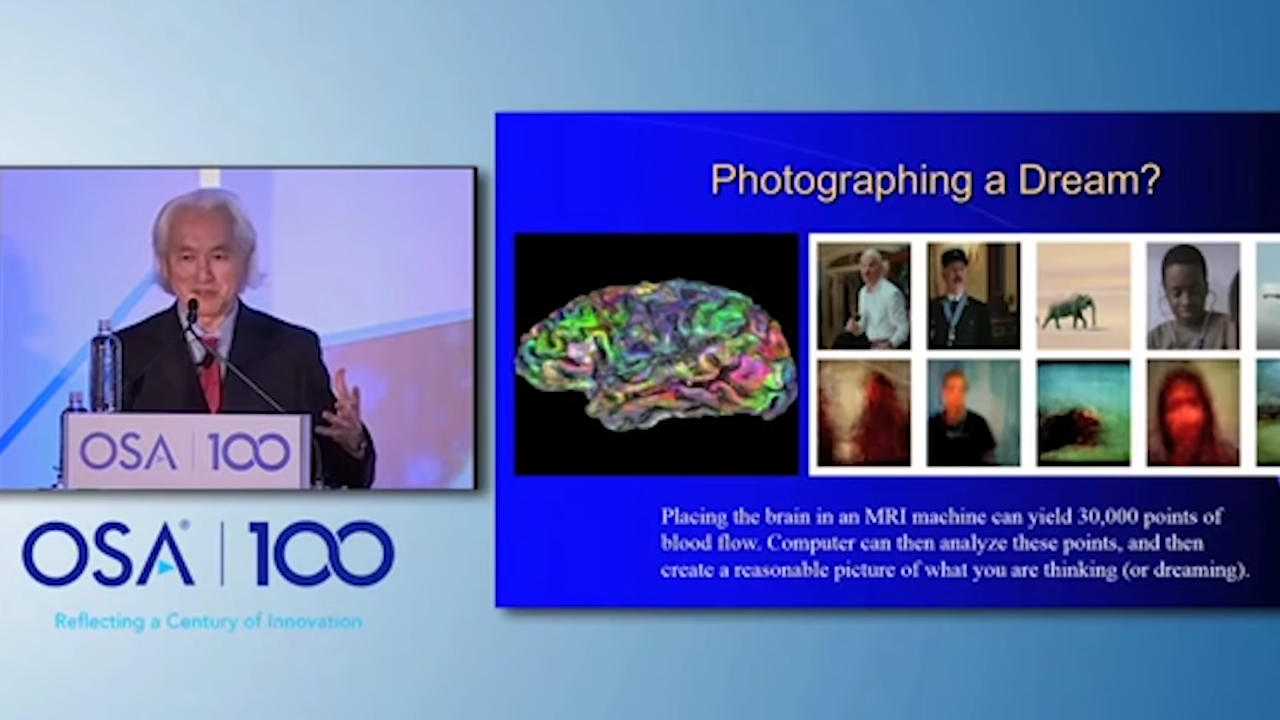 Photographing a Dream?
OSA | 100
OSA® | 100
Reflecting a Century of Innovation
Placing the brain in an MRI machine can yield 30,000 points of
blood flow. Computer can then analyze these points, and then
create a reasonable picture of what you are thinking (or dreaming).